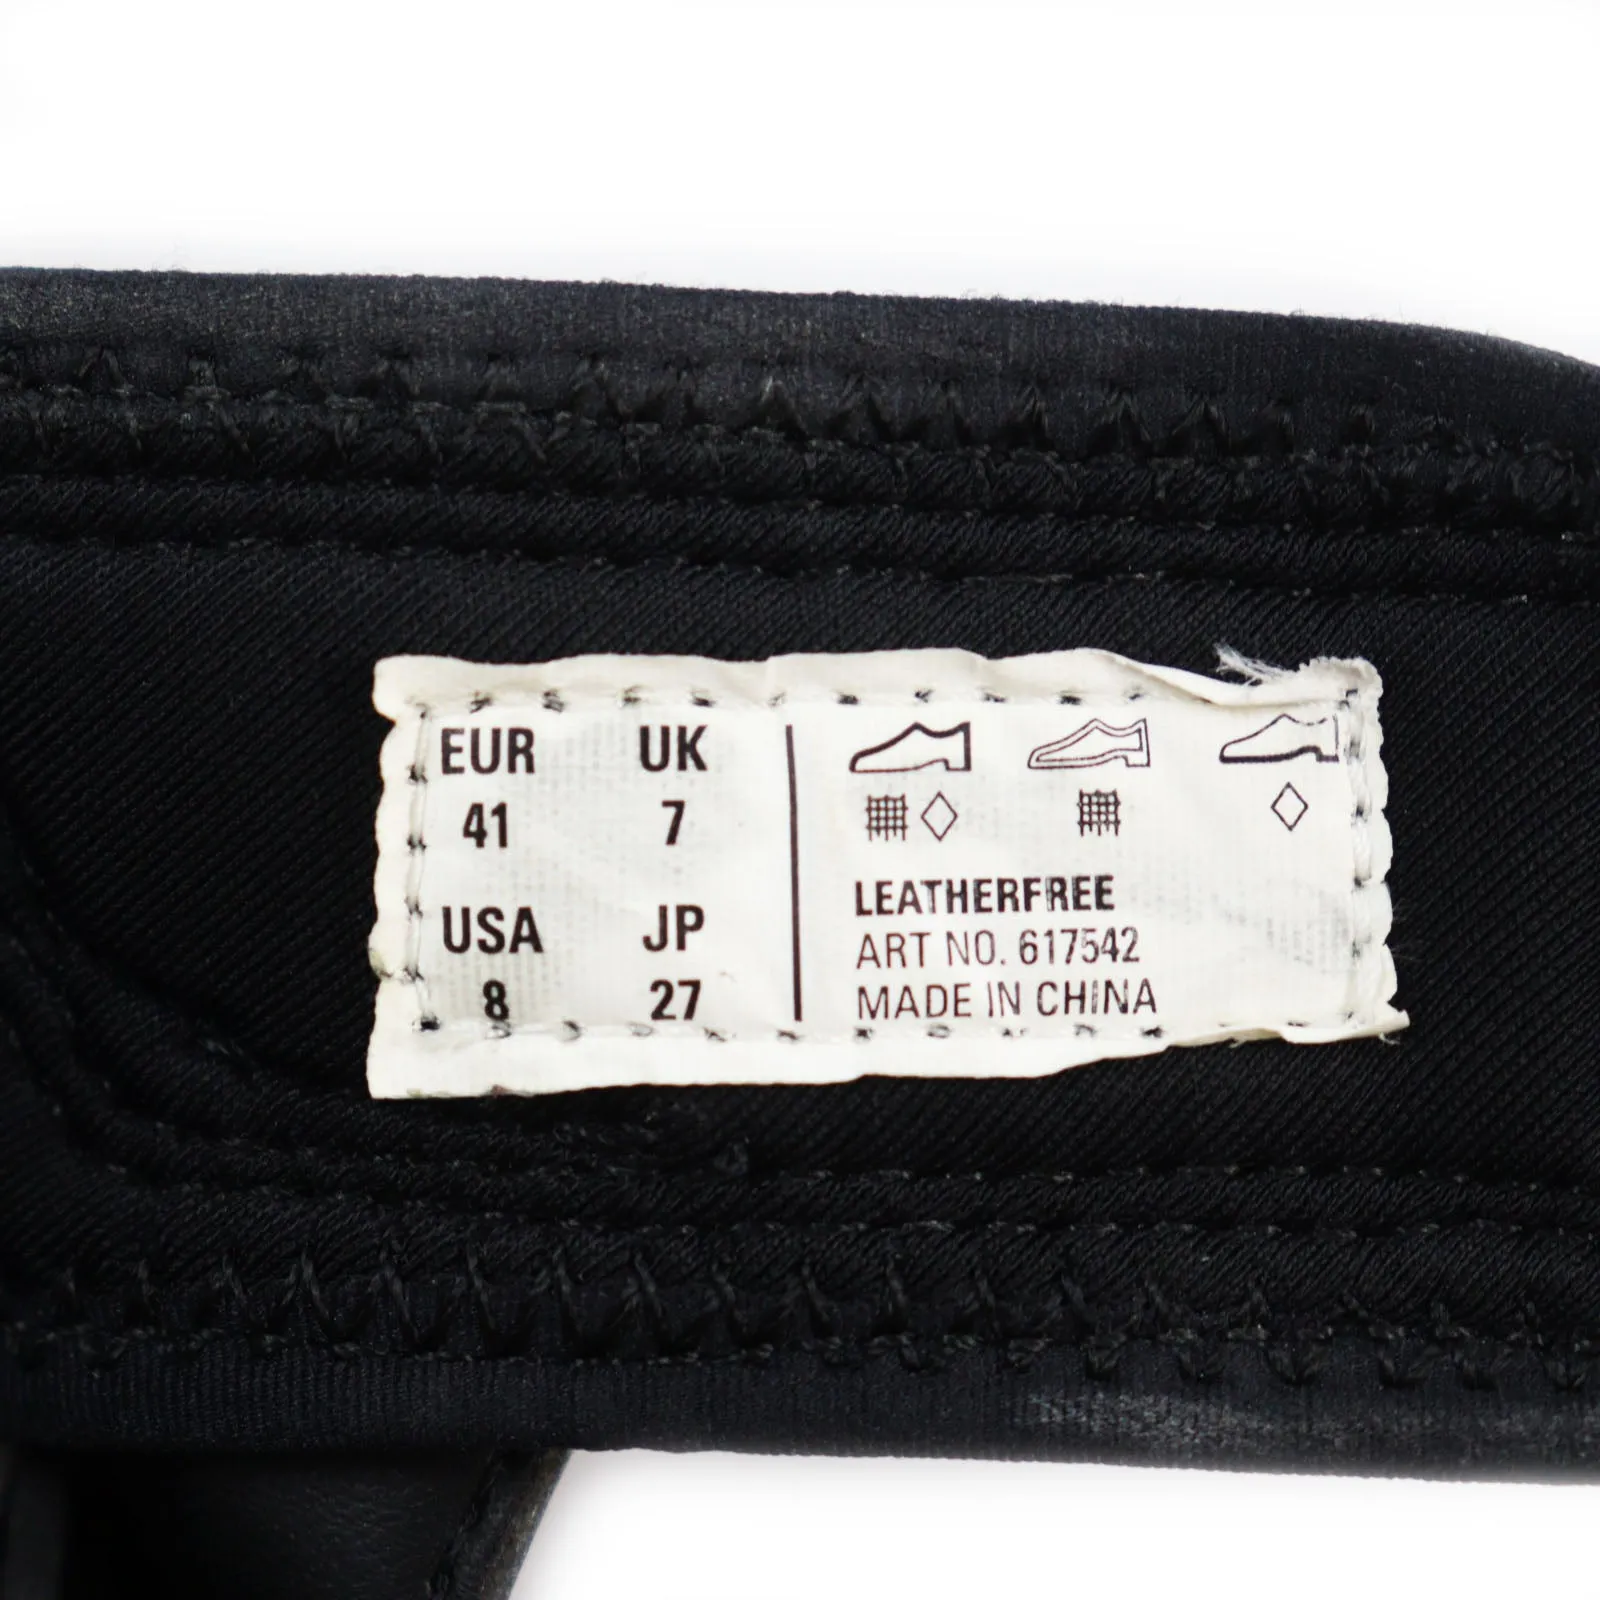 EUR UK
41 7
USA JP
8 27
LEATHERFREE
ART NO. 617542
MADE IN CHINA